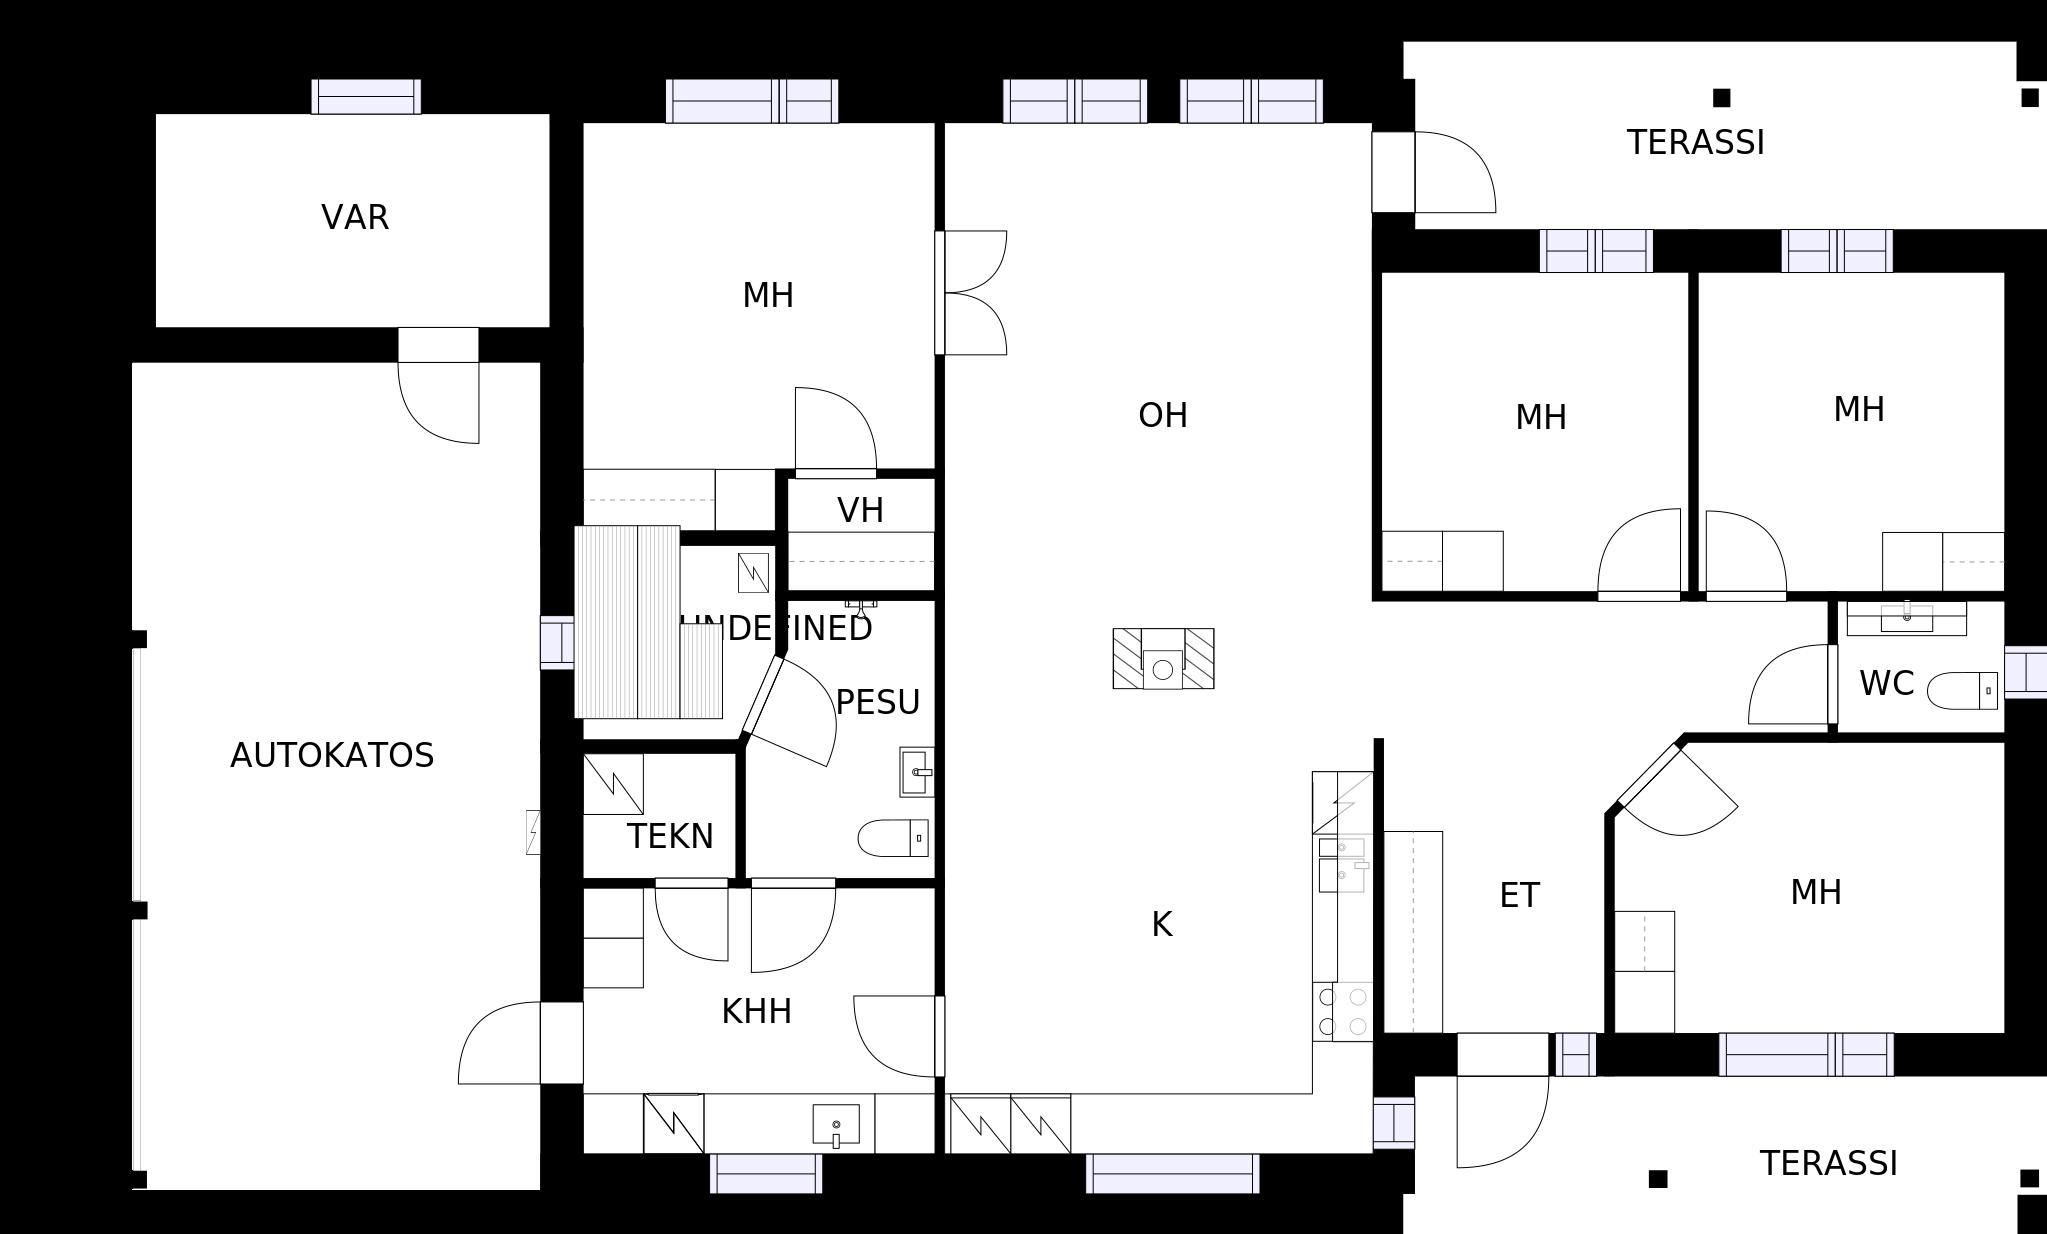 TERASSI
VAR
MH
OH
MH
MH
VH
UNDEFINED
PESU
WC
AUTOKATOS
TEKN
ET
MH
K
KHH
TERASSI